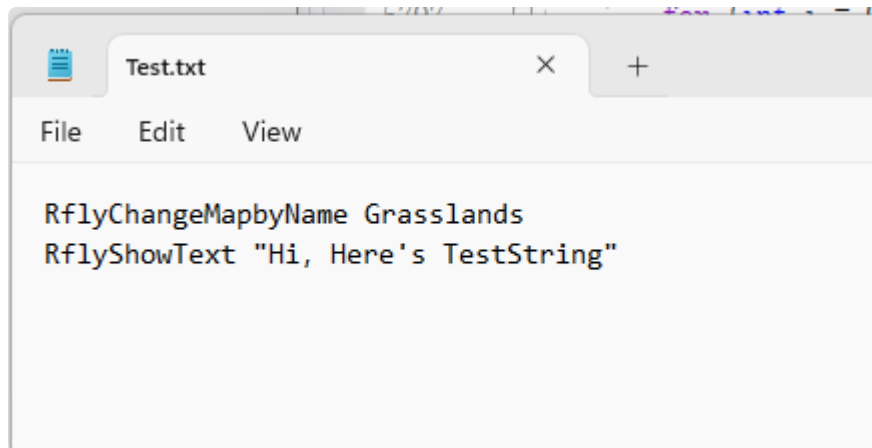 Test.txt
File Edit View
RflyChangeMapbyName Grasslands
RflyShowText "Hi, Here's TestString"